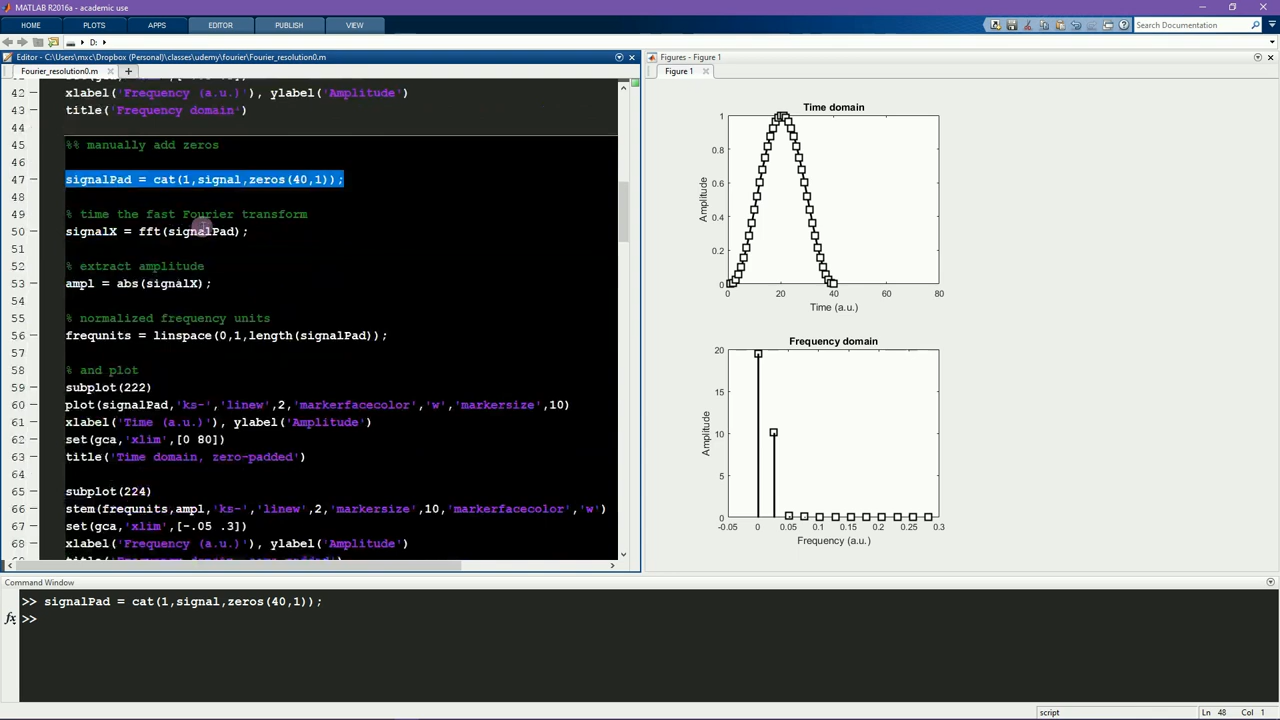 MATLAB R2016a - academic use
HOME PLOTS APPS EDITOR PUBLISH VIEW Search Documentation
D:
Editor - C:\Users\mxc\Dropbox (Personal)\classes\udemy\fourier\Fourier_resolution0.m
Fourier_resolution0.m
42 xlabel('Frequency (a.u.)'), ylabel('Amplitude')
43 title('Frequency domain')
44
45 %% manually add zeros
46
47 signalPad = cat(1,signal,zeros(40,1));
48
49 % time the fast Fourier transform
50 signalX = fft(signalPad);
51
52 % extract amplitude
53 ampl = abs(signalX);
54
55 % normalized frequency units
56 frequnits = linspace(0,1,length(signalPad));
57
58 % and plot
59 subplot(222)
60 plot(signalPad,'ks-','linew',2,'markerfacecolor','w','markersize',10)
61 xlabel('Time (a.u.)'), ylabel('Amplitude')
62 set(gca,'xlim',[0 80])
63 title('Time domain, zero-padded')
64
65 subplot(224)
66 stem(frequnits,ampl,'ks-','linew',2,'markersize',10,'markerfacecolor','w')
67 set(gca,'xlim',[-.05 .3])
68 xlabel('Frequency (a.u.)'), ylabel('Amplitude')
Figures - Figure 1
Figure 1
Time domain
1
0.8
0.6
0.4
0.2
0
Amplitude
0 20 40 60 80
Time (a.u.)
Frequency domain
20
15
10
5
0
Amplitude
-0.05 0 0.05 0.1 0.15 0.2 0.25 0.3
Frequency (a.u.)
Command Window
>> signalPad = cat(1,signal,zeros(40,1));
fx >>
script Ln 48 Col 1